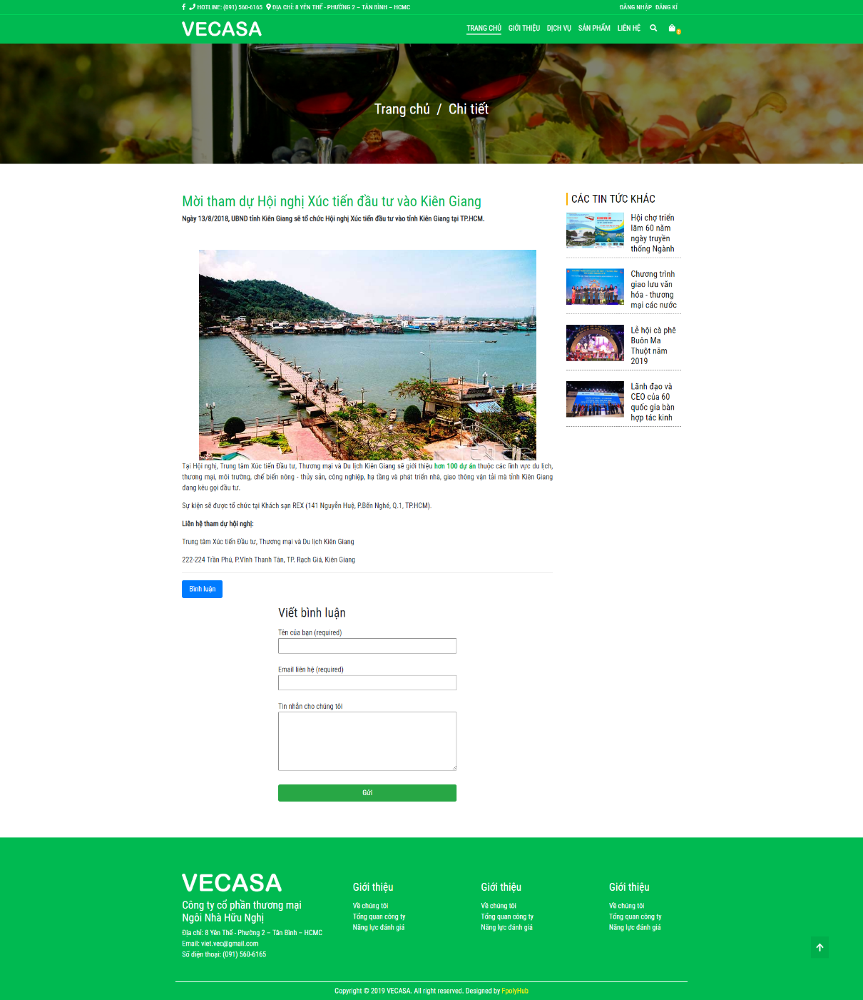 HOTLINE: (091) 560-6165 ĐỊA CHỈ: 8 YÊN THẾ - PHƯỜNG 2 – TÂN BÌNH – HCMC
ĐĂNG NHẬP ĐĂNG KÍ
VECASA
TRANG CHỦ GIỚI THIỆU DỊCH VỤ SẢN PHẨM LIÊN HỆ
Trang chủ / Chi tiết
Mời tham dự Hội nghị Xúc tiến đầu tư vào Kiên Giang
Ngày 13/8/2018, UBND tỉnh Kiên Giang sẽ tổ chức Hội nghị Xúc tiến đầu tư vào tỉnh Kiên Giang tại TP.HCM.
Tại Hội nghị, Trung tâm Xúc tiến Đầu tư, Thương mại và Du lịch Kiên Giang sẽ giới thiệu hơn 100 dự án thuộc các lĩnh vực du lịch,
thương mại, môi trường, chế biến nông - thủy sản, công nghiệp, hạ tầng và phát triển nhà, giao thông vận tải mà tỉnh Kiên Giang
đang kêu gọi đầu tư.
Sự kiện sẽ được tổ chức tại Khách sạn REX (141 Nguyễn Huệ, P.Bến Nghé, Q.1, TP.HCM).
Liên hệ tham dự hội nghị:
Trung tâm Xúc tiến Đầu tư, Thương mại và Du lịch Kiên Giang
222-224 Trần Phú, P.Vĩnh Thanh Tân, TP. Rạch Giá, Kiên Giang
Bình luận
Viết bình luận
Tên của bạn (required)
Email liên hệ (required)
Tin nhắn cho chúng tôi
Gửi
CÁC TIN TỨC KHÁC
Hội chợ triển
lãm 60 năm
ngày truyền
thống Ngành
Chương trình
giao lưu văn
hóa - thương
mại các nước
Lễ hội cà phê
Buôn Ma
Thuột năm
2019
Lãnh đạo và
CEO của 60
quốc gia bàn
hợp tác kinh
VECASA
Công ty cổ phần thương mại
Ngôi Nhà Hữu Nghị
Địa chỉ: 8 Yên Thế - Phường 2 – Tân Bình – HCMC
Email: viet.vec@gmail.com
Số điện thoại: (091) 560-6165
Giới thiệu
Về chúng tôi
Tổng quan công ty
Năng lực đánh giá
Giới thiệu
Về chúng tôi
Tổng quan công ty
Năng lực đánh giá
Giới thiệu
Về chúng tôi
Tổng quan công ty
Năng lực đánh giá
Copyright © 2019 VECASA. All right reserved. Designed by FpolyHub